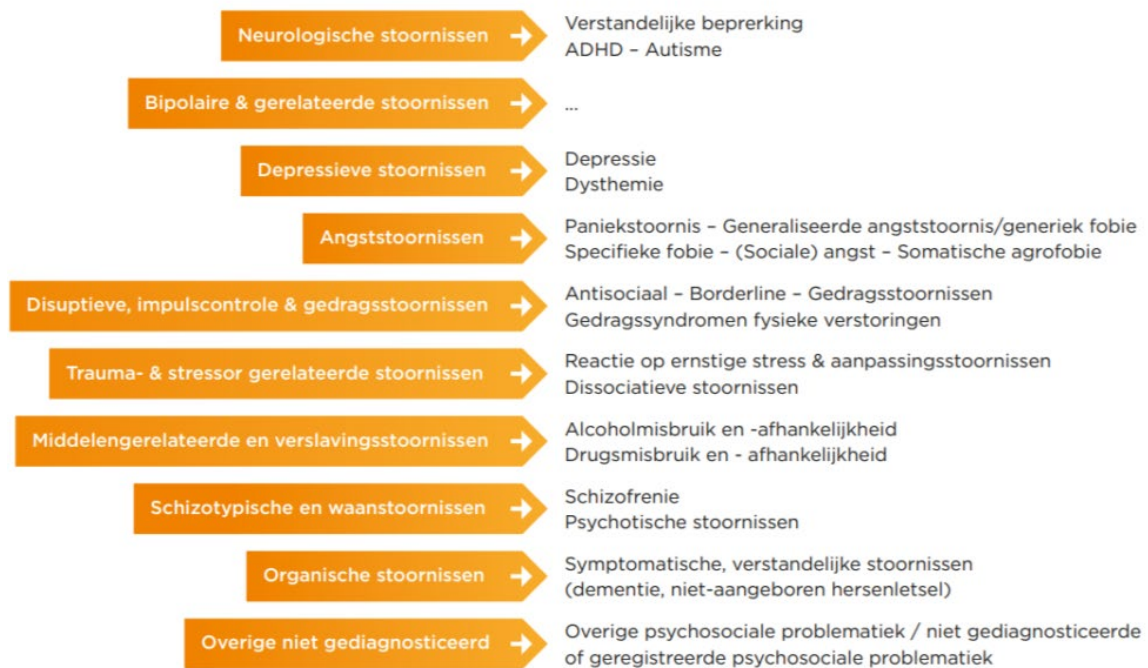 Neurologische stoornissen
Verstandelijke beprerking
ADHD – Autisme
Bipolaire & gerelateerde stoornissen
...
Depressieve stoornissen
Depressie
Dysthemie
Angststoornissen
Paniekstoornis – Generaliseerde angststoornis/generiek fobie
Specifieke fobie – (Sociale) angst – Somatische agrofobie
Disuptieve, impulscontrole & gedragsstoornissen
Antisociaal – Borderline – Gedragsstoornissen
Gedragssyndromen fysieke verstoringen
Trauma- & stressor gerelateerde stoornissen
Reactie op ernstige stress & aanpassingsstoornissen
Dissociatieve stoornissen
Middelengerelateerde en verslavingsstoornissen
Alcoholmisbruik en -afhankelijkheid
Drugsmisbruik en - afhankelijkheid
Schizotypische en waanstoornissen
Schizofrenie
Psychotische stoornissen
Organische stoornissen
Symptomatische, verstandelijke stoornissen
(dementie, niet-aangeboren hersenletsel)
Overige niet gediagnosticeerd
Overige psychosociale problematiek / niet gediagnosticeerde
of geregistreerde psychosociale problematiek